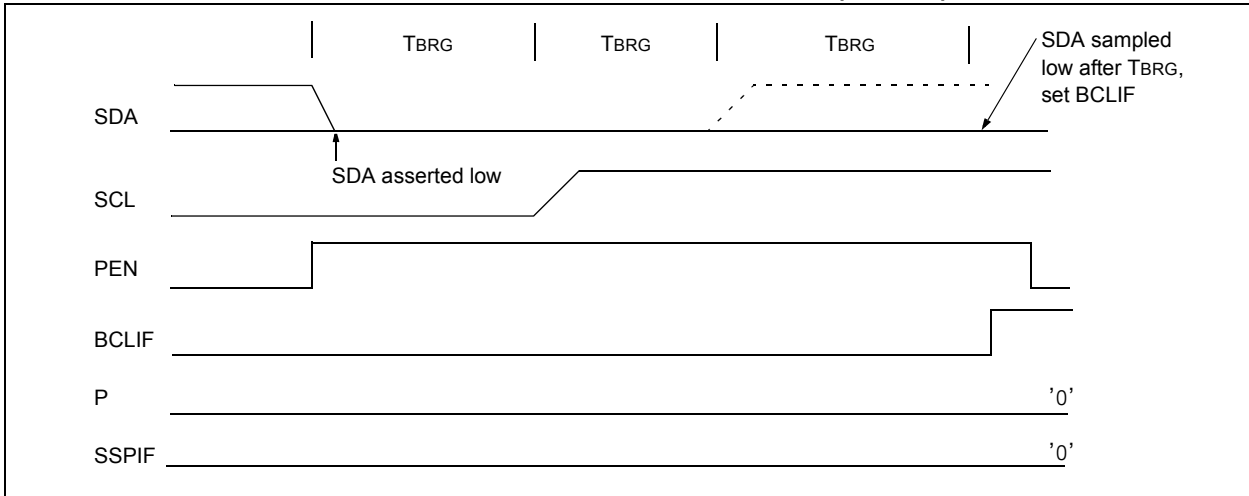 TBRG TBRG TBRG
SDA sampled
low after TBRG,
set BCLIF
SDA
SDA asserted low
SCL
PEN
BCLIF
P '0'
SSPIF '0'